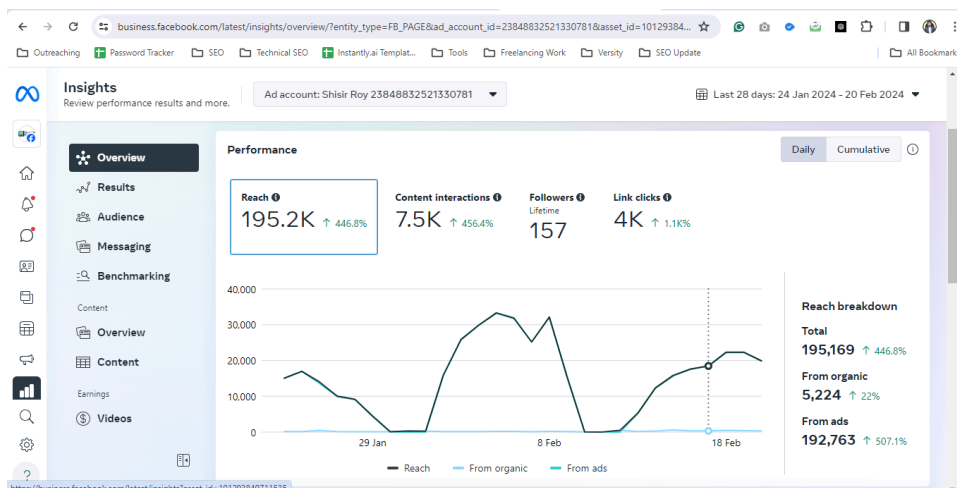 business.facebook.com/latest/insights/overview/?entity_type=FB_PAGE&ad_account_id=23848832521330781&asset_id=10129384...
Outreaching
Password Tracker
SEO
Technical SEO
Instantly.ai Templat...
Tools
Freelancing Work
Versity
SEO Update
All Bookmark
Insights
Review performance results and more.
Ad account: Shisir Roy 23848832521330781
Last 28 days: 24 Jan 2024 - 20 Feb 2024
Overview
Results
Audience
Messaging
Benchmarking
Content
Overview
Content
Earnings
Videos
Performance
Daily
Cumulative
Reach
195.2K ↑ 446.8%
Content interactions
7.5K ↑ 456.4%
Followers
Lifetime
157
Link clicks
4K ↑ 1.1K%
40,000
30,000
20,000
10,000
0
29 Jan
8 Feb
18 Feb
Reach
From organic
From ads
Reach breakdown
Total
195,169 ↑ 446.8%
From organic
5,224 ↑ 22%
From ads
192,763 ↑ 507.1%